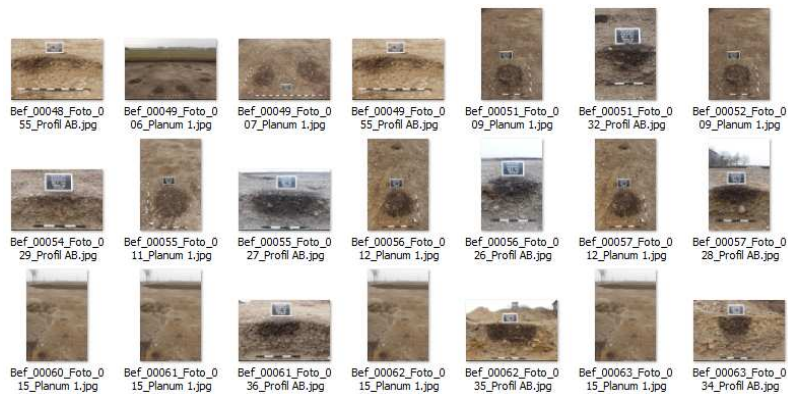 Bef_00048_Foto_0 Bef_00049_Foto_0 Bef_00049_Foto_0 Bef_00049_Foto_0 Bef_00051_Foto_0 Bef_00051_Foto_0 Bef_00052_Foto_0
55_Profil AB.jpg 06_Planum 1.jpg 07_Planum 1.jpg 55_Profil AB.jpg 09_Planum 1.jpg 32_Profil AB.jpg 09_Planum 1.jpg
Bef_00054_Foto_0 Bef_00055_Foto_0 Bef_00055_Foto_0 Bef_00056_Foto_0 Bef_00056_Foto_0 Bef_00057_Foto_0 Bef_00057_Foto_0
29_Profil AB.jpg 11_Planum 1.jpg 27_Profil AB.jpg 12_Planum 1.jpg 26_Profil AB.jpg 12_Planum 1.jpg 28_Profil AB.jpg
Bef_00060_Foto_0 Bef_00061_Foto_0 Bef_00061_Foto_0 Bef_00062_Foto_0 Bef_00062_Foto_0 Bef_00063_Foto_0 Bef_00063_Foto_0
15_Planum 1.jpg 15_Planum 1.jpg 36_Profil AB.jpg 15_Planum 1.jpg 35_Profil AB.jpg 15_Planum 1.jpg 34_Profil AB.jpg